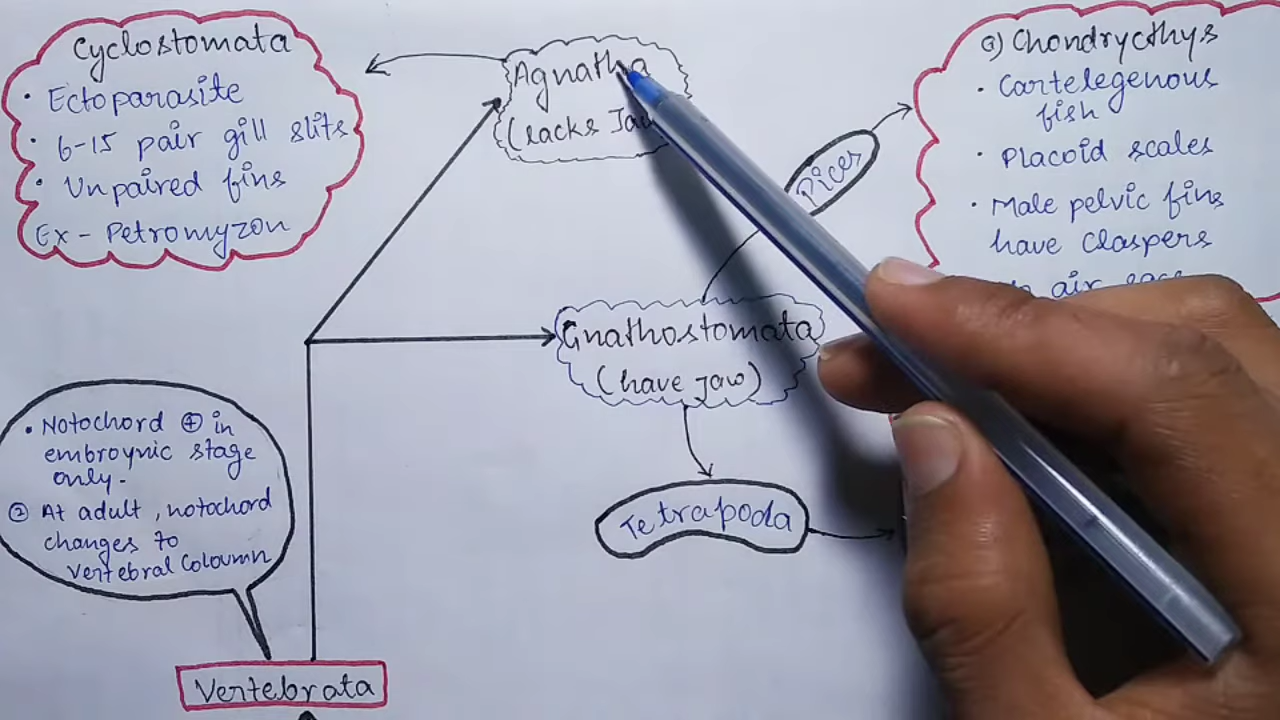 Cyclostomata
• Ectoparasite
• 6-15 pair gill slits
• Unpaired fins
Ex - Petromyzon
Agnatha
(lacks Jaw
Pices
③ Chondrycthys
• Cartelegenous
fish
• Placoid scales
• Male pelvic fins
have Claspers
air sacs
Gnathostomata
(have jaw)
Tetrapoda
• Notochord ⊕ in
embroynic stage
only.
② At adult, notochord
changes to
vertebral Coloumn
Vertebrata